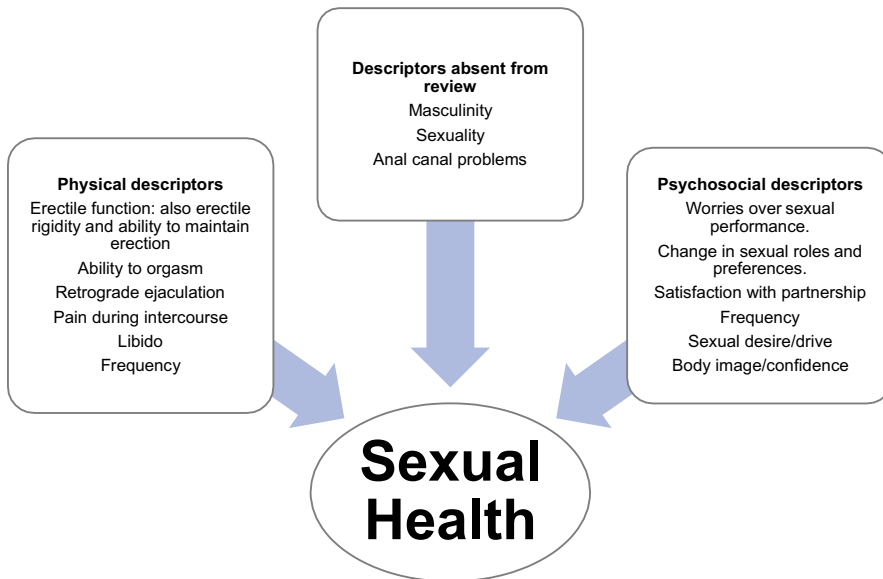 Descriptors absent from
review
Masculinity
Sexuality
Anal canal problems
Physical descriptors
Erectile function: also erectile
rigidity and ability to maintain
erection
Ability to orgasm
Retrograde ejaculation
Pain during intercourse
Libido
Frequency
Psychosocial descriptors
Worries over sexual
performance.
Change in sexual roles and
preferences.
Satisfaction with partnership
Frequency
Sexual desire/drive
Body image/confidence
Sexual
Health